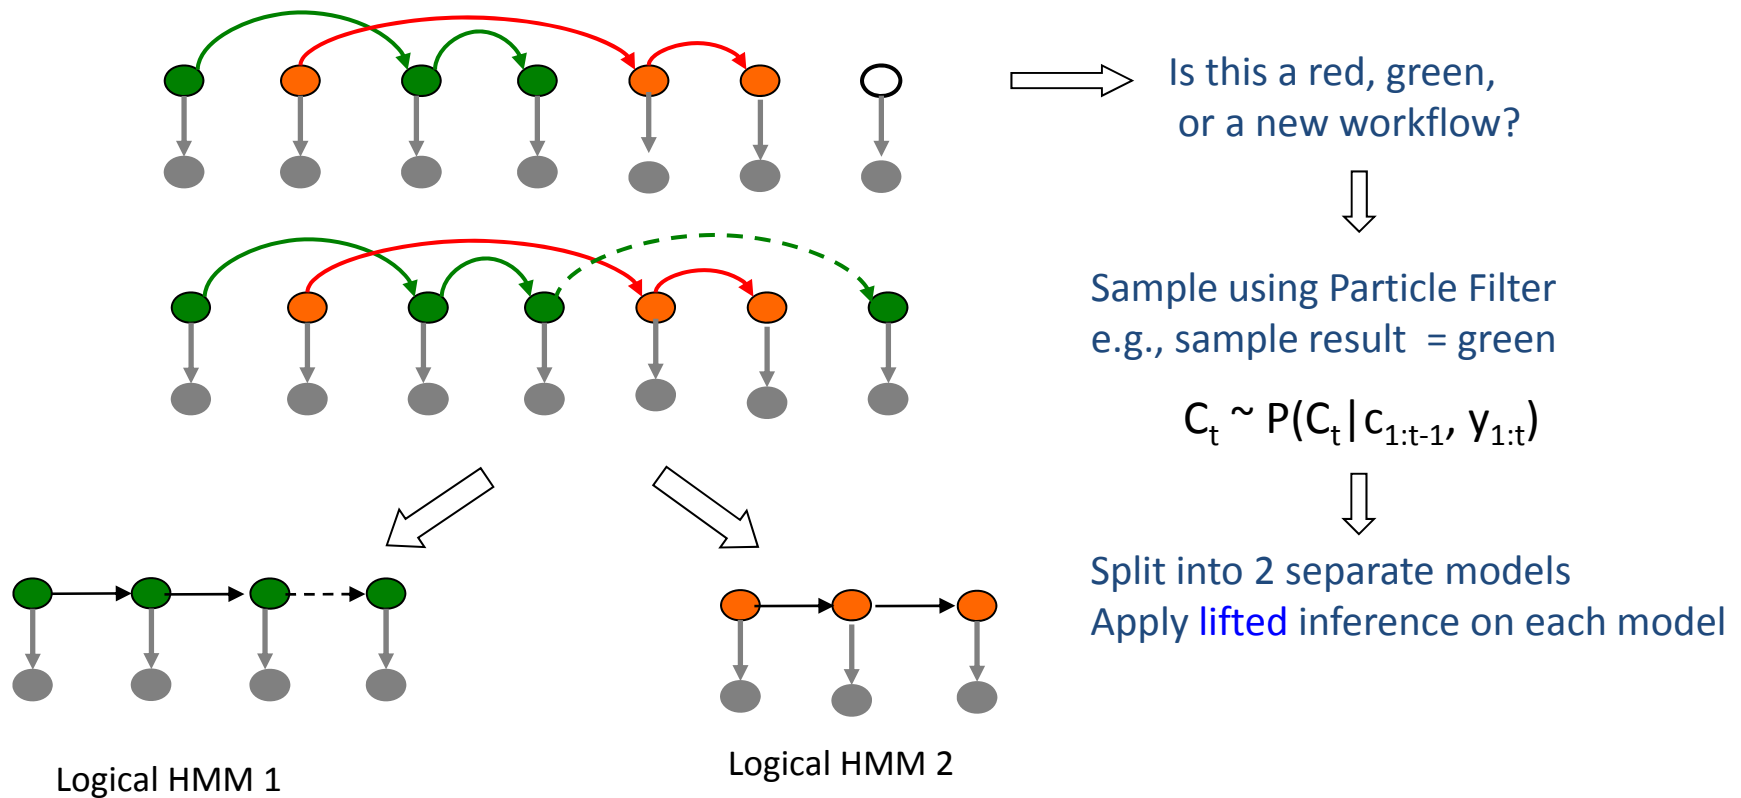 Is this a red, green,
or a new workflow?
Sample using Particle Filter
e.g., sample result = green
Cₜ ~ P(Cₜ|c₁:ₜ₋₁, y₁:ₜ)
Split into 2 separate models
Apply lifted inference on each model
Logical HMM 1
Logical HMM 2